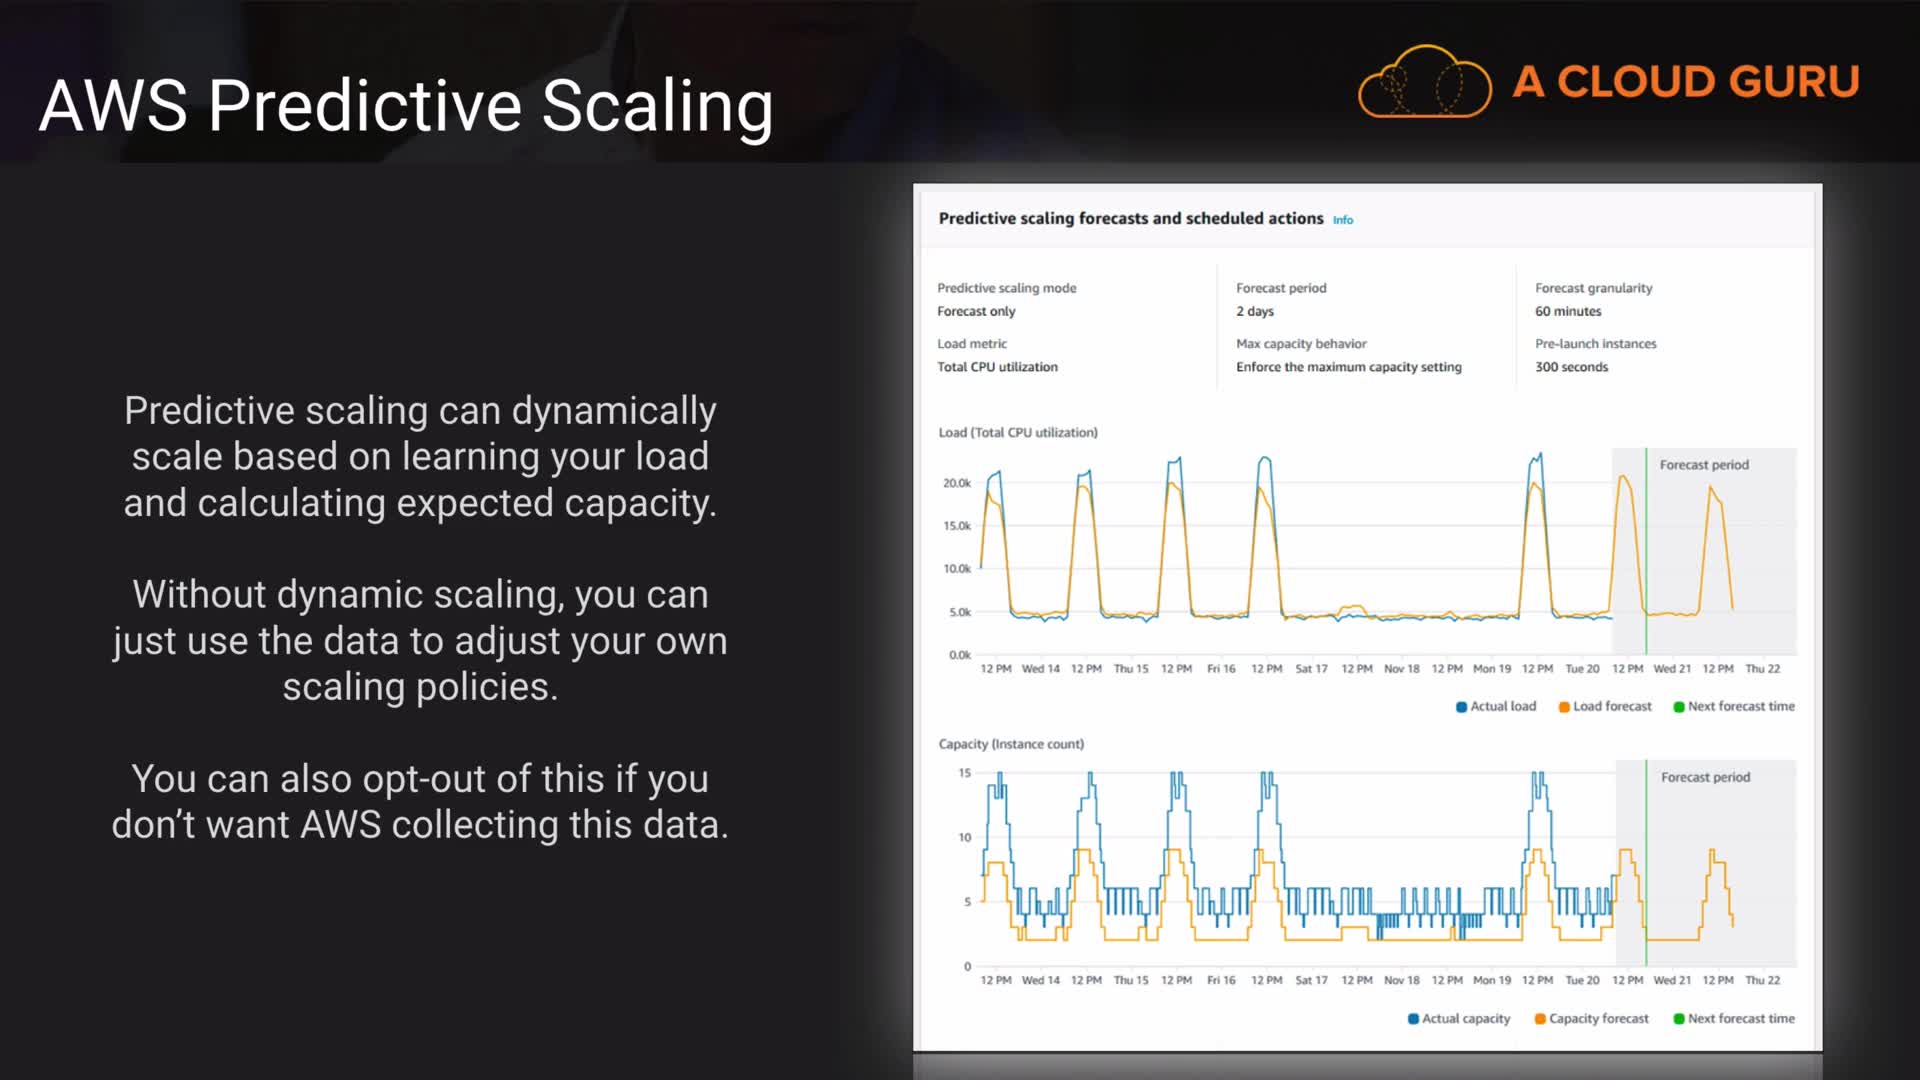 AWS Predictive Scaling
A CLOUD GURU
Predictive scaling can dynamically
scale based on learning your load
and calculating expected capacity.
Without dynamic scaling, you can
just use the data to adjust your own
scaling policies.
You can also opt-out of this if you
don’t want AWS collecting this data.
Predictive scaling forecasts and scheduled actions Info
Predictive scaling mode
Forecast only
Forecast period
2 days
Forecast granularity
60 minutes
Load metric
Total CPU utilization
Max capacity behavior
Enforce the maximum capacity setting
Pre-launch instances
300 seconds
Load (Total CPU utilization)
Forecast period
20.0k
15.0k
10.0k
5.0k
0.0k
12 PM Wed 14 12 PM Thu 15 12 PM Fri 16 12 PM Sat 17 12 PM Nov 18 12 PM Mon 19 12 PM Tue 20 12 PM Wed 21 12 PM Thu 22
Actual load Load forecast Next forecast time
Capacity (Instance count)
Forecast period
15
10
5
0
12 PM Wed 14 12 PM Thu 15 12 PM Fri 16 12 PM Sat 17 12 PM Nov 18 12 PM Mon 19 12 PM Tue 20 12 PM Wed 21 12 PM Thu 22
Actual capacity Capacity forecast Next forecast time